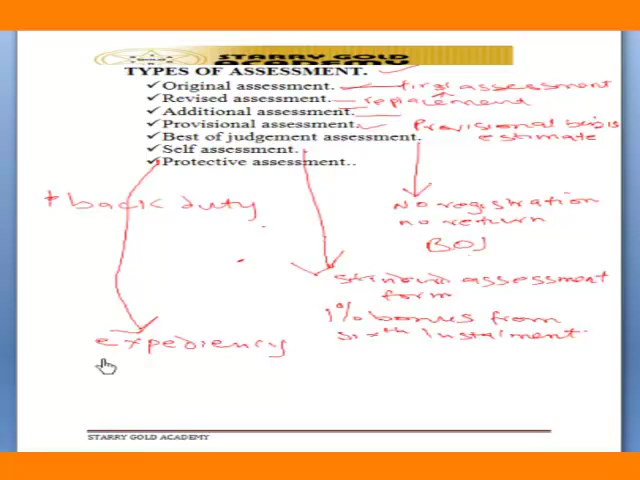 STARRY GOLD
ACADEMY
TYPES OF ASSESSMENT.
✓ Original assessment. first assessment
✓ Revised assessment. replacement
✓ Additional assessment.
✓ Provisional assessment. Provisional basis
✓ Best of judgement assessment. estimate
✓ Self assessment.
✓ Protective assessment..
+ back duty
No registration
no return
BOJ
assessment
form
1% bonus from
sixth instalment
expediency
STARRY GOLD ACADEMY